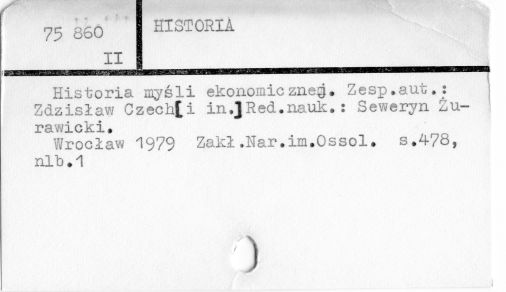 75 860
HISTORIA
II
Historia myśli ekonomicznej. Zesp.aut.:
Zdzisław Czech[i in.]Red.nauk.: Seweryn Żu-
rawicki.
Wrocław 1979 Zakł.Nar.im.Ossol. s.478,
nlb.1